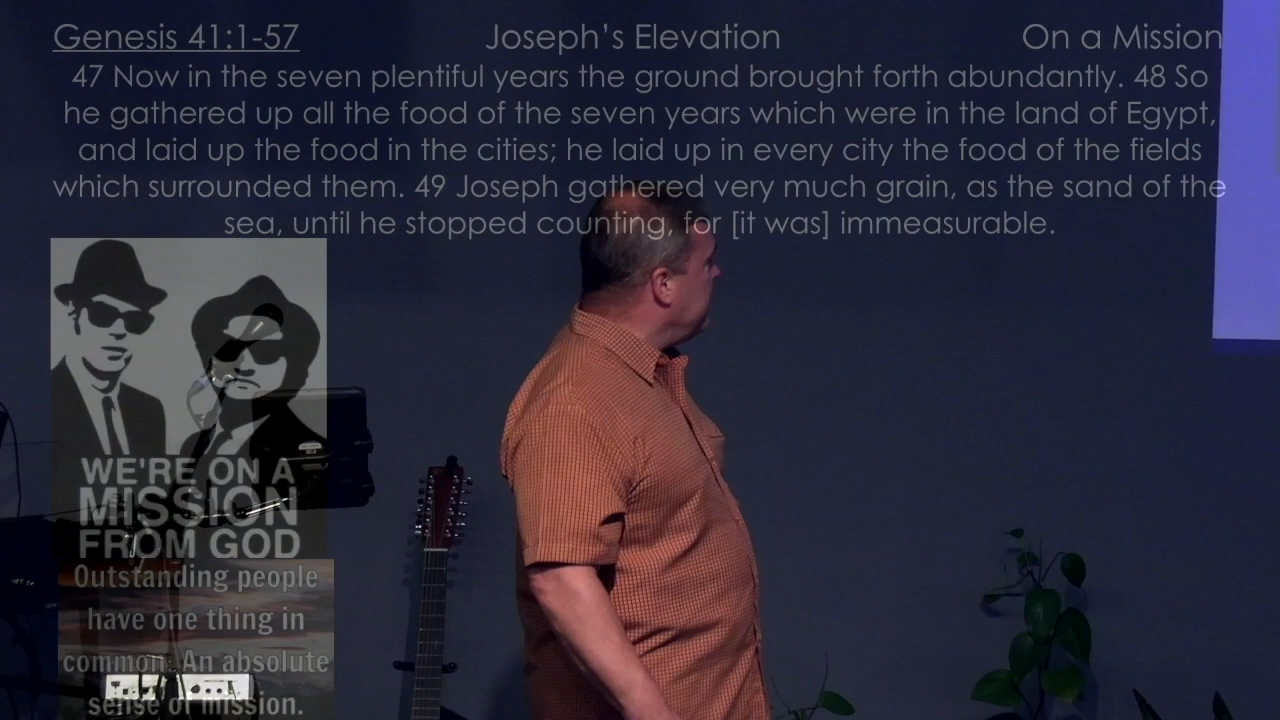 Genesis 41:1-57 Joseph's Elevation On a Mission
47 Now in the seven plentiful years the ground brought forth abundantly. 48 So
he gathered up all the food of the seven years which were in the land of Egypt,
and laid up the food in the cities; he laid up in every city the food of the fields
which surrounded them. 49 Joseph gathered very much grain, as the sand of the
sea, until he stopped counting, for [it was] immeasurable.
WE'RE ON A
MISSION
FROM GOD
Outstanding people
have one thing in
common: An absolute
sense of mission.